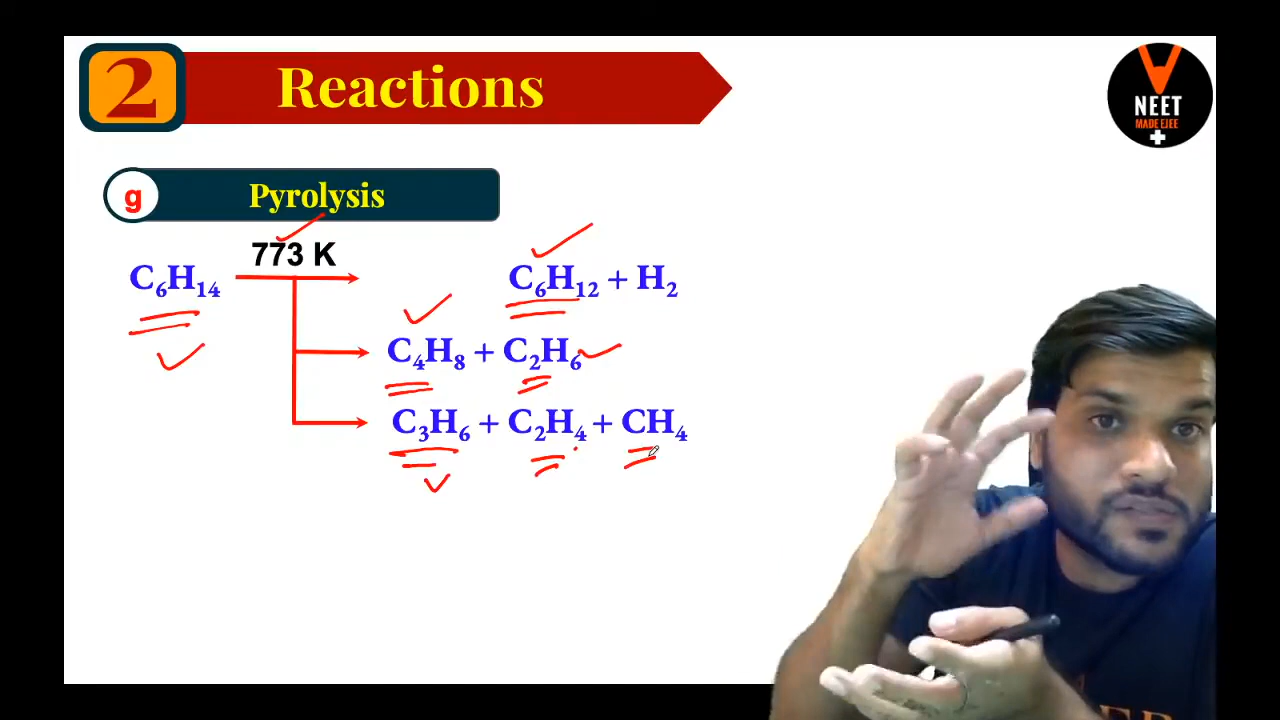 2 Reactions
NEET
MADE EJEE
g Pyrolysis
773 K
C₆H₁₄ C₆H₁₂ + H₂
C₄H₈ + C₂H₆
C₃H₆ + C₂H₄ + CH₄